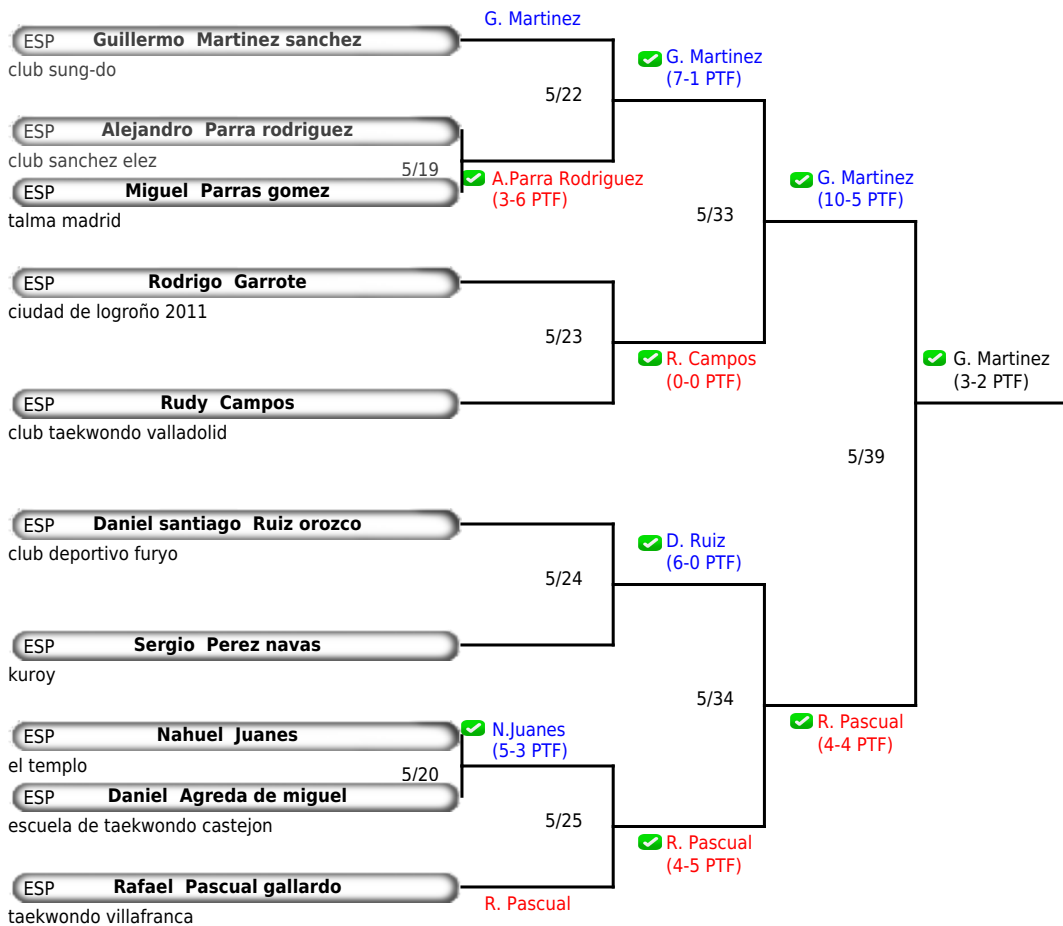 G. Martinez
ESP Guillermo Martinez sanchez
club sung-do
G. Martinez
(7-1 PTF)
5/22
ESP Alejandro Parra rodriguez
club sanchez elez
5/19
A.Parra Rodriguez
(3-6 PTF)
ESP Miguel Parras gomez
talma madrid
G. Martinez
(10-5 PTF)
5/33
ESP Rodrigo Garrote
ciudad de logroño 2011
5/23
R. Campos
(0-0 PTF)
G. Martinez
(3-2 PTF)
ESP Rudy Campos
club taekwondo valladolid
5/39
ESP Daniel santiago Ruiz orozco
club deportivo furyo
D. Ruiz
(6-0 PTF)
5/24
ESP Sergio Perez navas
kuroy
5/34
R. Pascual
(4-4 PTF)
ESP Nahuel Juanes
el templo
N.Juanes
(5-3 PTF)
5/20
ESP Daniel Agreda de miguel
escuela de taekwondo castejon
5/25
R. Pascual
(4-5 PTF)
ESP Rafael Pascual gallardo
taekwondo villafranca
R. Pascual